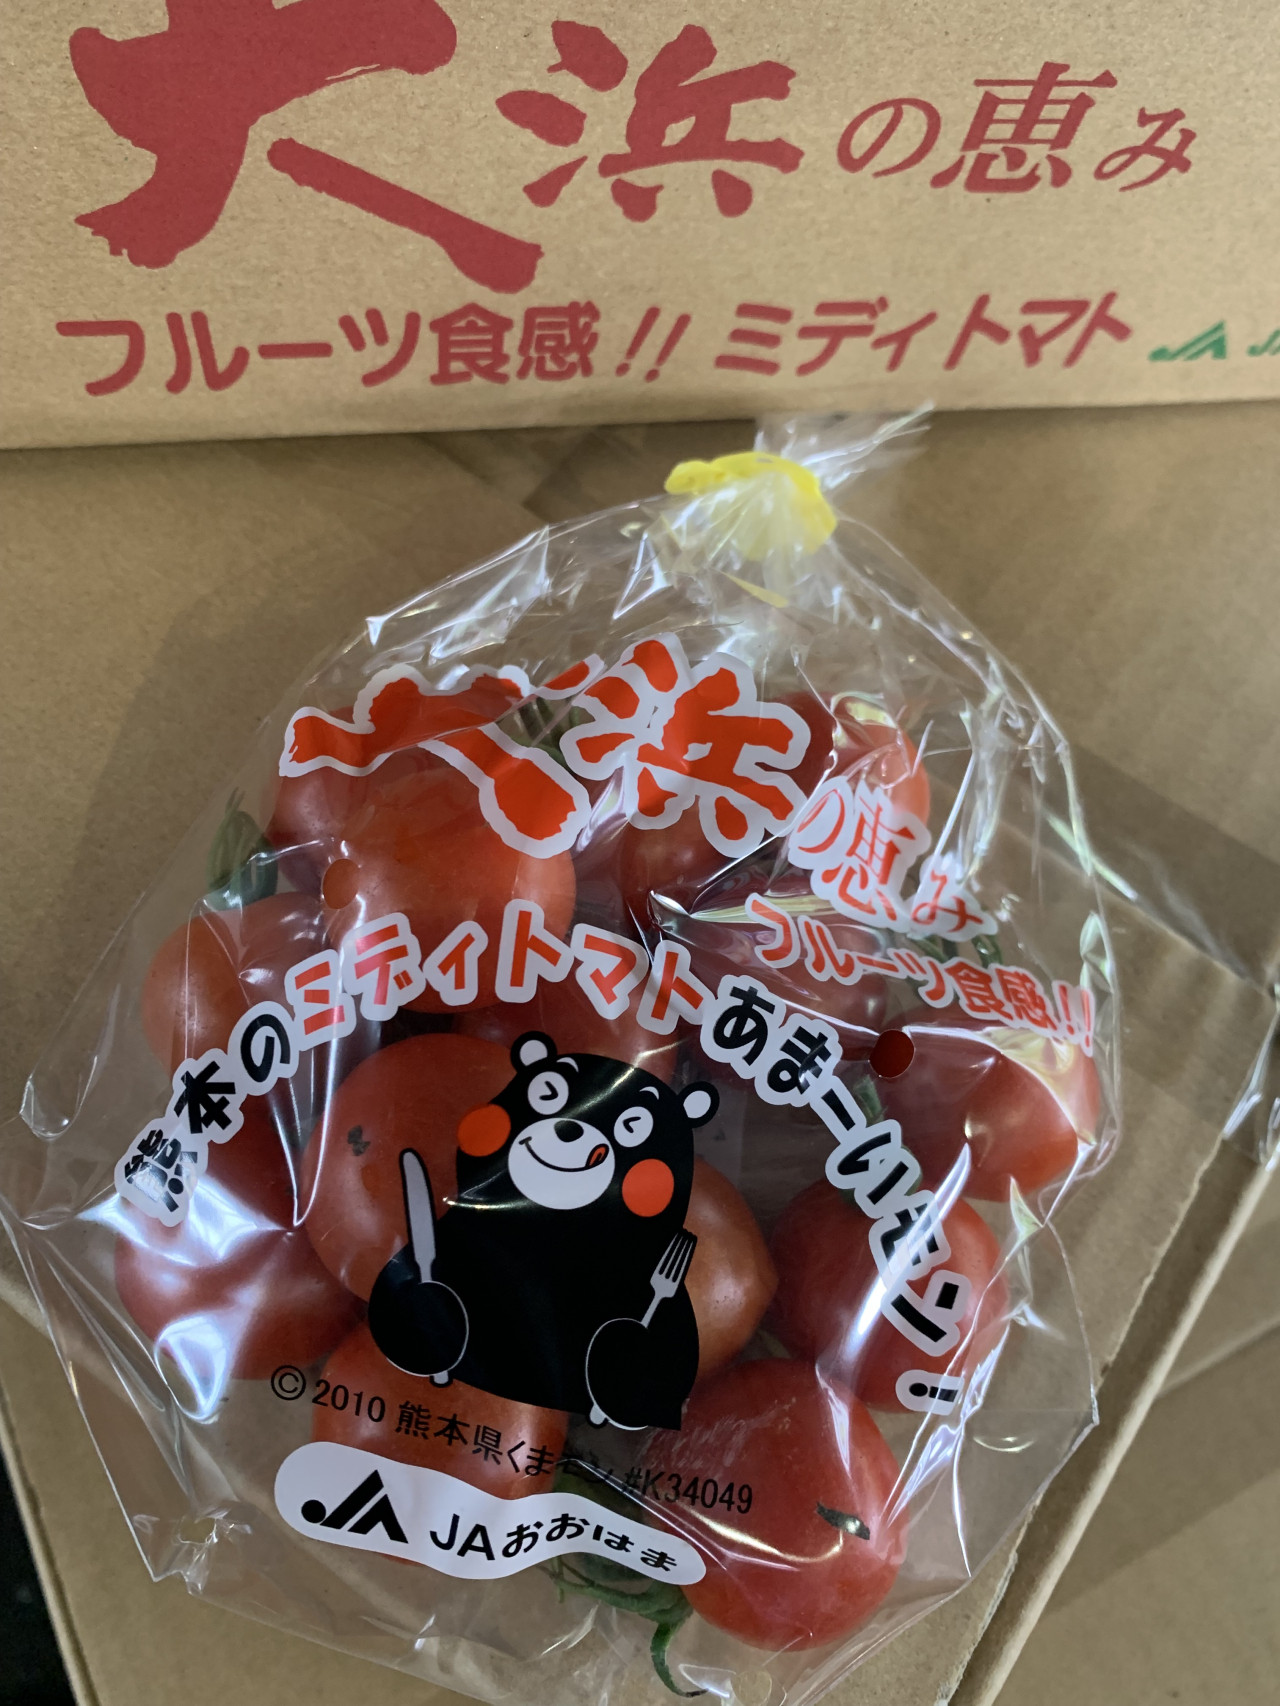 大浜の恵み
フルーツ食感!! ミディトマト JA
大浜の恵み
フルーツ食感!!
熊本のミディトマトあまーいモン!
© 2010 熊本県くまモン #K34049
JAおおはま